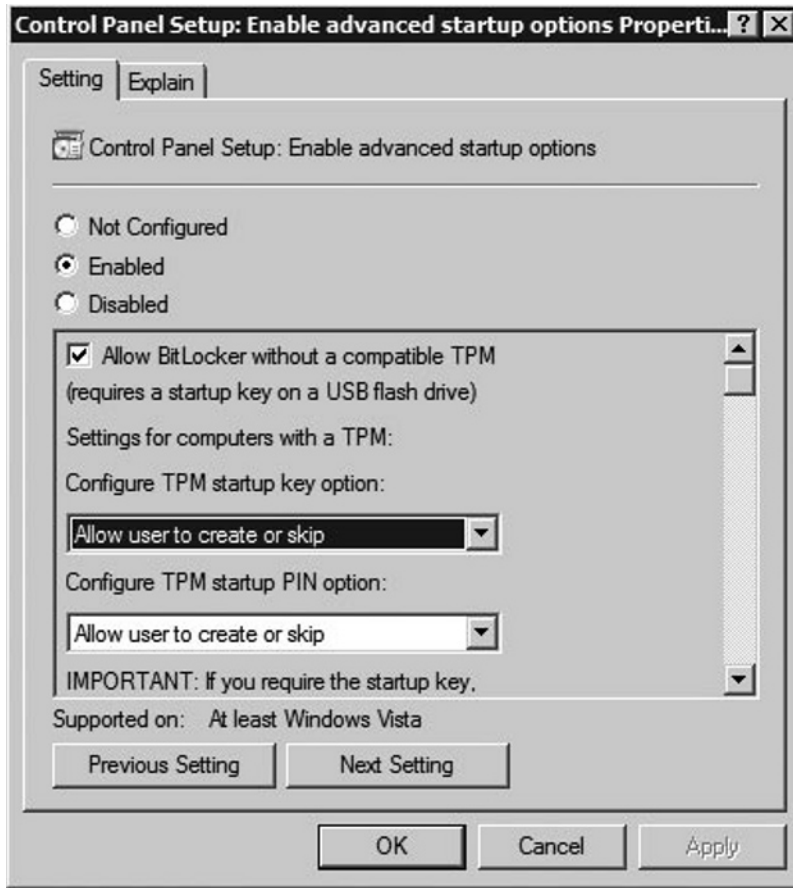 Control Panel Setup: Enable advanced startup options Properti...
Setting
Explain
Control Panel Setup: Enable advanced startup options
Not Configured
Enabled
Disabled
Allow BitLocker without a compatible TPM
(requires a startup key on a USB flash drive)
Settings for computers with a TPM:
Configure TPM startup key option:
Allow user to create or skip
Configure TPM startup PIN option:
Allow user to create or skip
IMPORTANT: If you require the startup key,
Supported on: At least Windows Vista
Previous Setting
Next Setting
OK
Cancel
Apply